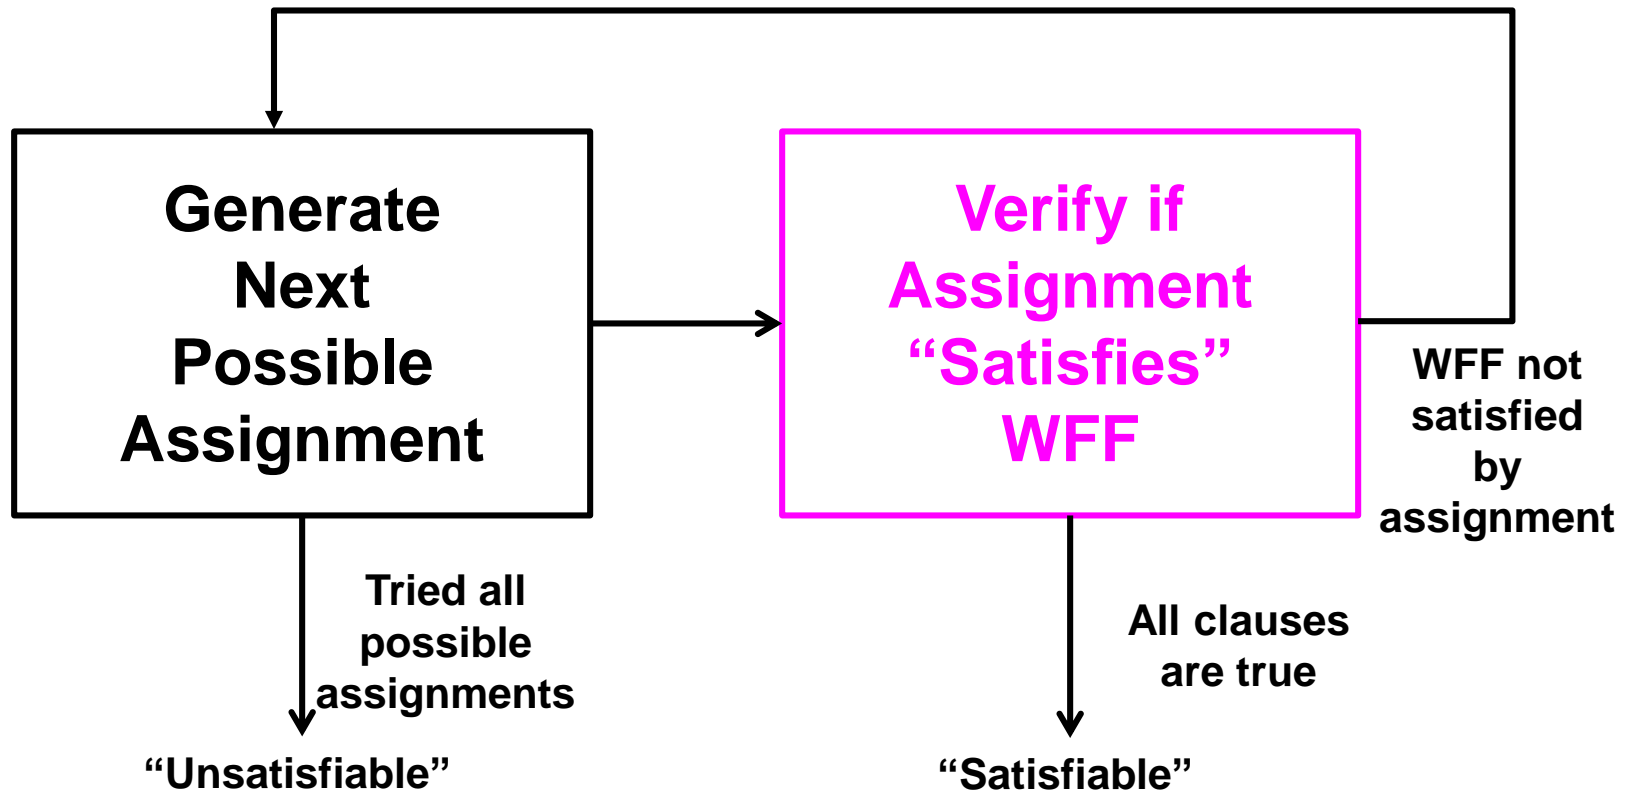 Generate
Next
Possible
Assignment
Verify if
Assignment
“Satisfies”
WFF
WFF not
satisfied
by
assignment
Tried all
possible
assignments
All clauses
are true
“Unsatisfiable”
“Satisfiable”